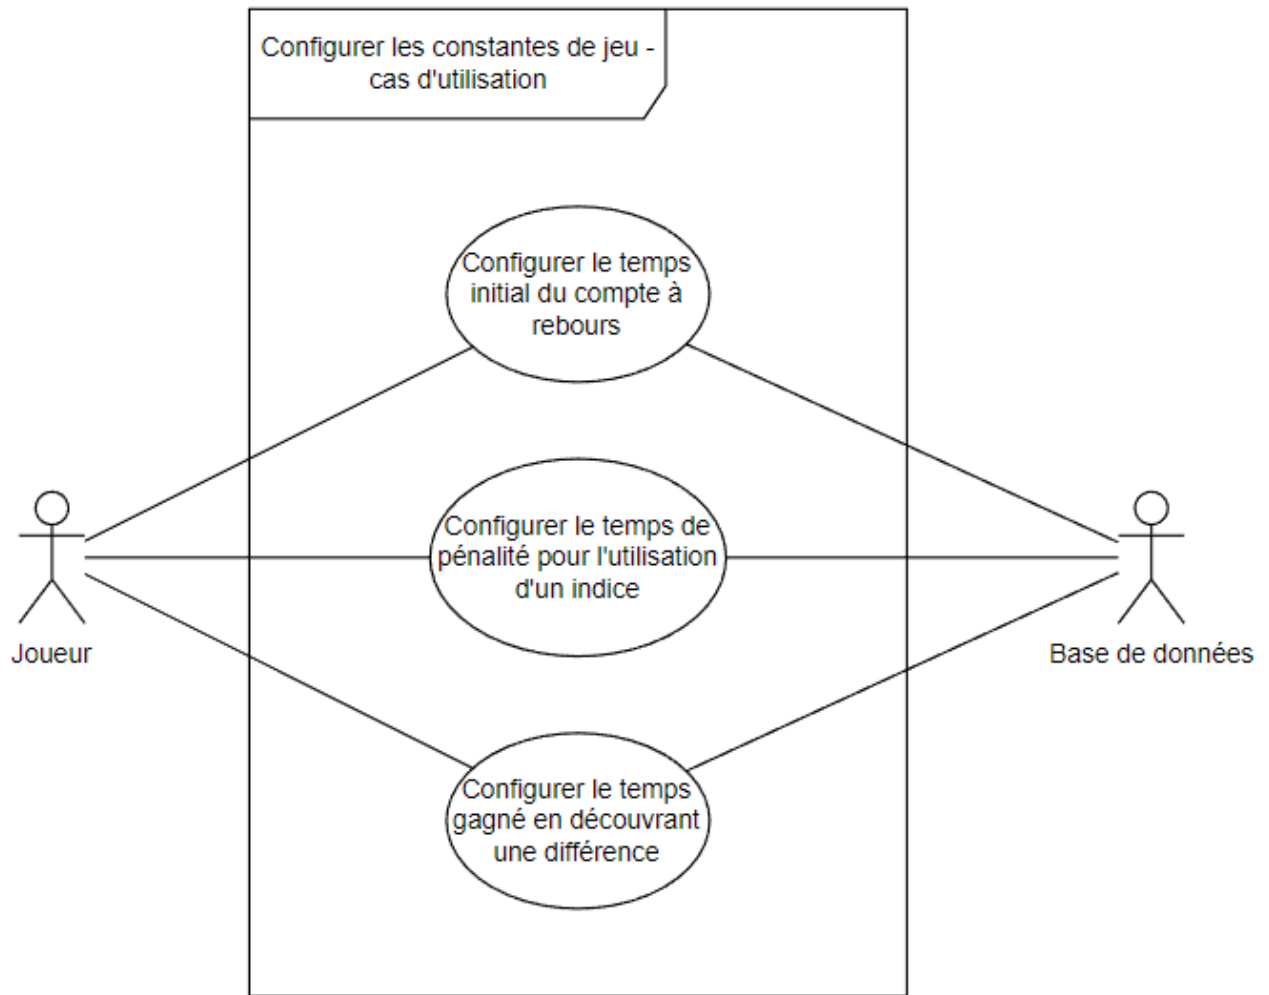 Configurer les constantes de jeu -
cas d'utilisation
Configurer le temps
initial du compte à
rebours
Configurer le temps de
pénalité pour l'utilisation
d'un indice
Joueur
Base de données
Configurer le temps
gagné en découvrant
une différence